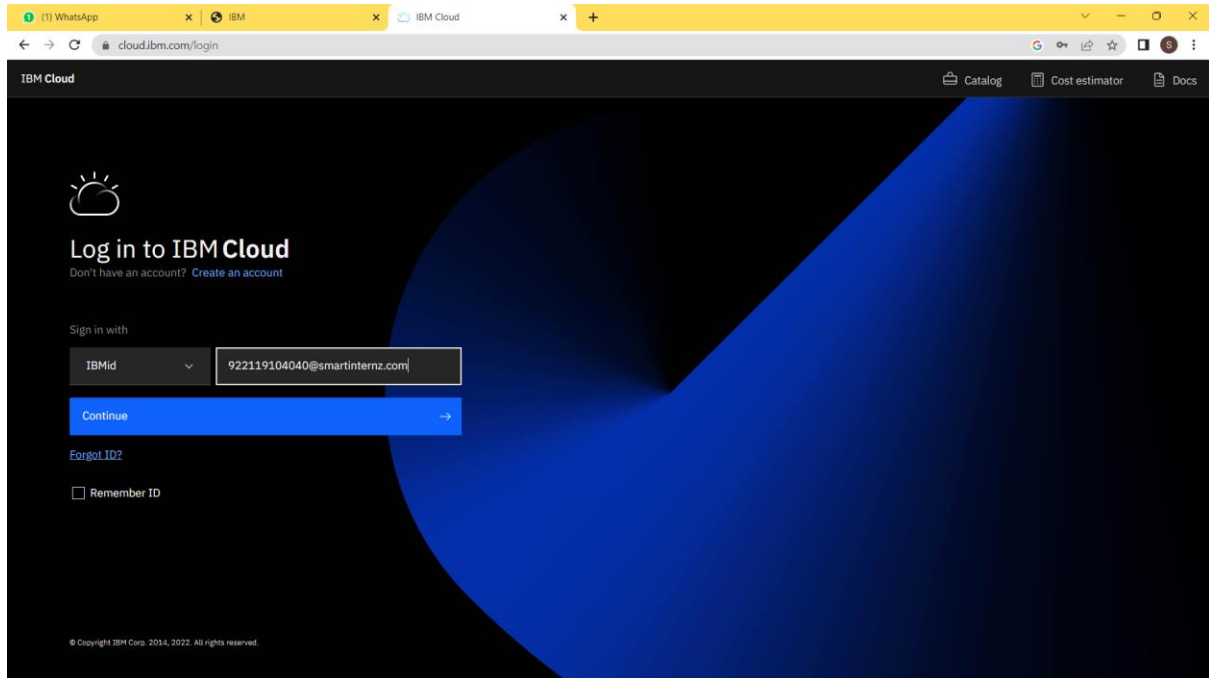 (1) WhatsApp
IBM
IBM Cloud
cloud.ibm.com/login
G
S
IBM Cloud
Catalog
Cost estimator
Docs
Log in to IBM Cloud
Don't have an account? Create an account
Sign in with
IBMid
922119104040@smartinternz.com
Continue
Forgot ID?
Remember ID
© Copyright IBM Corp. 2014, 2022. All rights reserved.